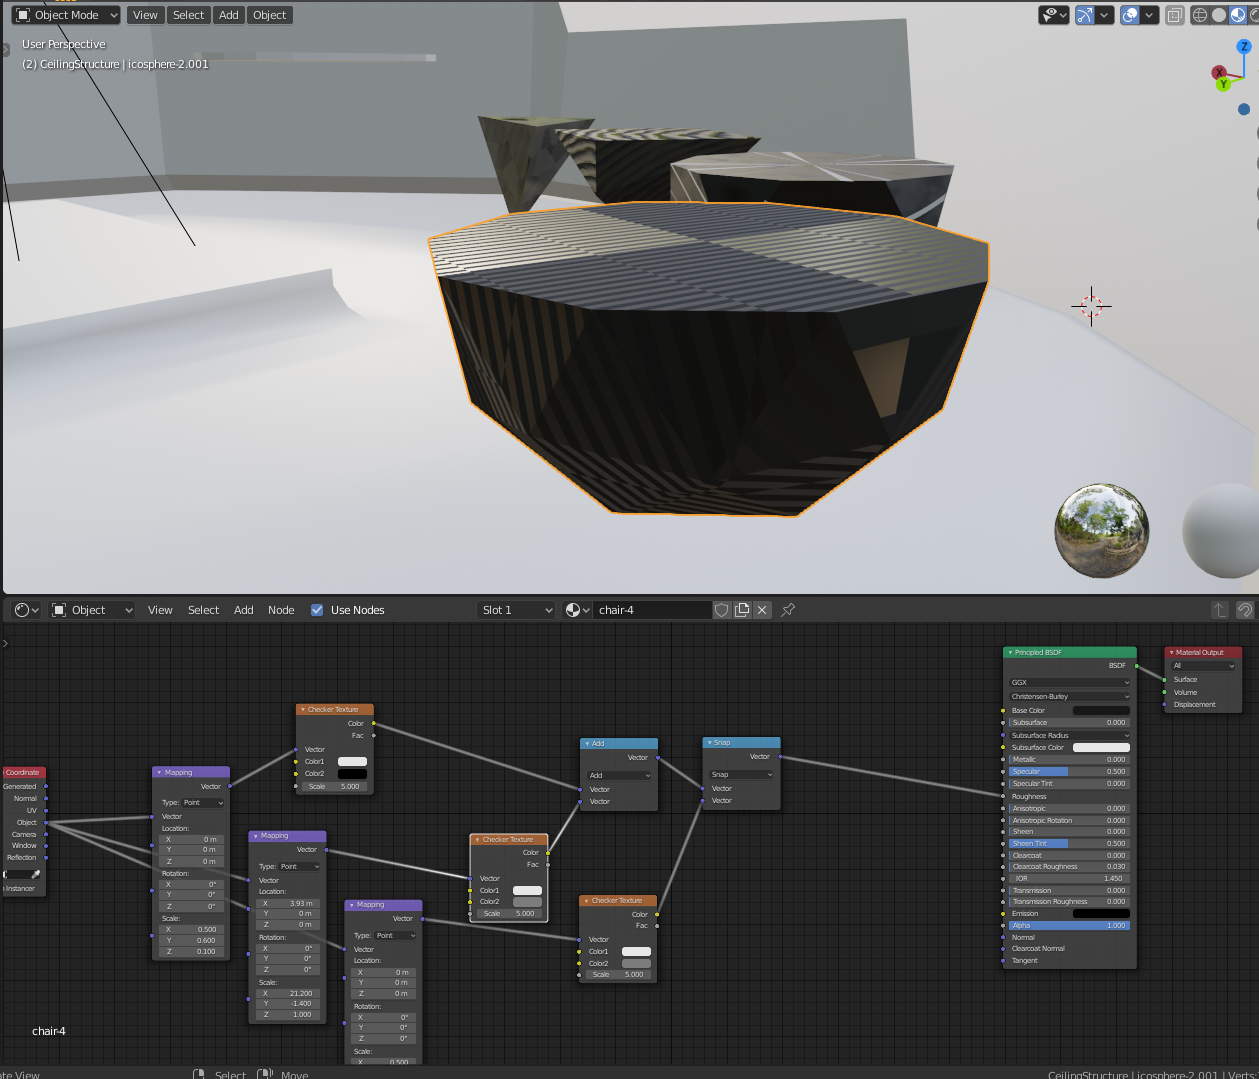 Object Mode View Select Add Object
User Perspective
(2) CeilingStructure | icosphere-2.001
Z
X
Y
Object View Select Add Node Use Nodes Slot 1 chair-4
Coordinate
Generated
Normal
UV
Object
Camera
Window
Reflection
Instancer
Mapping
Vector
Type: Point
Vector
Location:
X 0 m
Y 0 m
Z 0 m
Rotation:
X 0°
Y 0°
Z 0°
Scale:
X 0.500
Y 0.600
Z 0.100
Mapping
Vector
Type: Point
Vector
Location:
X 3.93 m
Y 0 m
Z 0 m
Rotation:
X 0°
Y 0°
Z 0°
Scale:
X 21.200
Y -1.400
Z 1.000
Mapping
Vector
Type: Point
Vector
Location:
X 0 m
Y 0 m
Z 0 m
Rotation:
X 0°
Y 0°
Z 0°
Scale:
X 0.500
Checker Texture
Color
Fac
Vector
Color1
Color2
Scale 5.000
Checker Texture
Color
Fac
Vector
Color1
Color2
Scale 5.000
Checker Texture
Color
Fac
Vector
Color1
Color2
Scale 5.000
Add
Vector
Add
Vector
Vector
Snap
Vector
Snap
Vector
Vector
Principled BSDF
BSDF
GGX
Christensen-Burley
Base Color
Subsurface 0.000
Subsurface Radius
Subsurface Color
Metallic 0.000
Specular 0.500
Specular Tint 0.000
Roughness
Anisotropic 0.000
Anisotropic Rotation 0.000
Sheen 0.000
Sheen Tint 0.500
Clearcoat 0.000
Clearcoat Roughness 0.030
IOR 1.450
Transmission 0.000
Transmission Roughness 0.000
Emission
Alpha 1.000
Normal
Clearcoat Normal
Tangent
Material Output
All
Surface
Volume
Displacement
chair-4
ate View Select Move CeilingStructure | icosphere-2.001 | Verts: